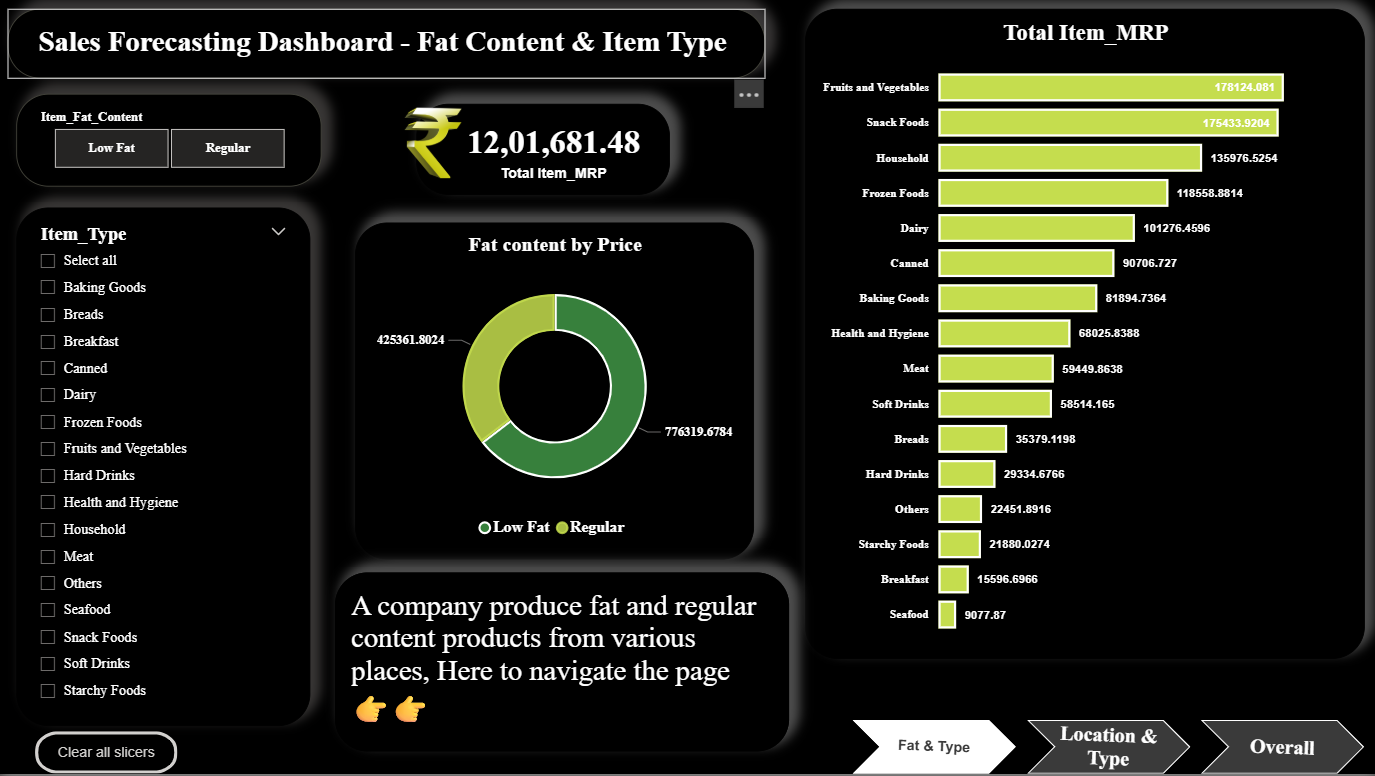 Sales Forecasting Dashboard - Fat Content & Item Type
Item_Fat_Content
Low Fat
Regular
12,01,681.48
Total Item_MRP
Item_Type
Select all
Baking Goods
Breads
Breakfast
Canned
Dairy
Frozen Foods
Fruits and Vegetables
Hard Drinks
Health and Hygiene
Household
Meat
Others
Seafood
Snack Foods
Soft Drinks
Starchy Foods
Clear all slicers
Fat content by Price
425361.8024
776319.6784
Low Fat Regular
A company produce fat and regular
content products from various
places, Here to navigate the page
👉👉
Total Item_MRP
Fruits and Vegetables 178124.081
Snack Foods 175433.9204
Household 135976.5254
Frozen Foods 118558.8814
Dairy 101276.4596
Canned 90706.727
Baking Goods 81894.7364
Health and Hygiene 68025.8388
Meat 59449.8638
Soft Drinks 58514.165
Breads 35379.1198
Hard Drinks 29334.6766
Others 22451.8916
Starchy Foods 21880.0274
Breakfast 15596.6966
Seafood 9077.87
Fat & Type
Location &
Type
Overall